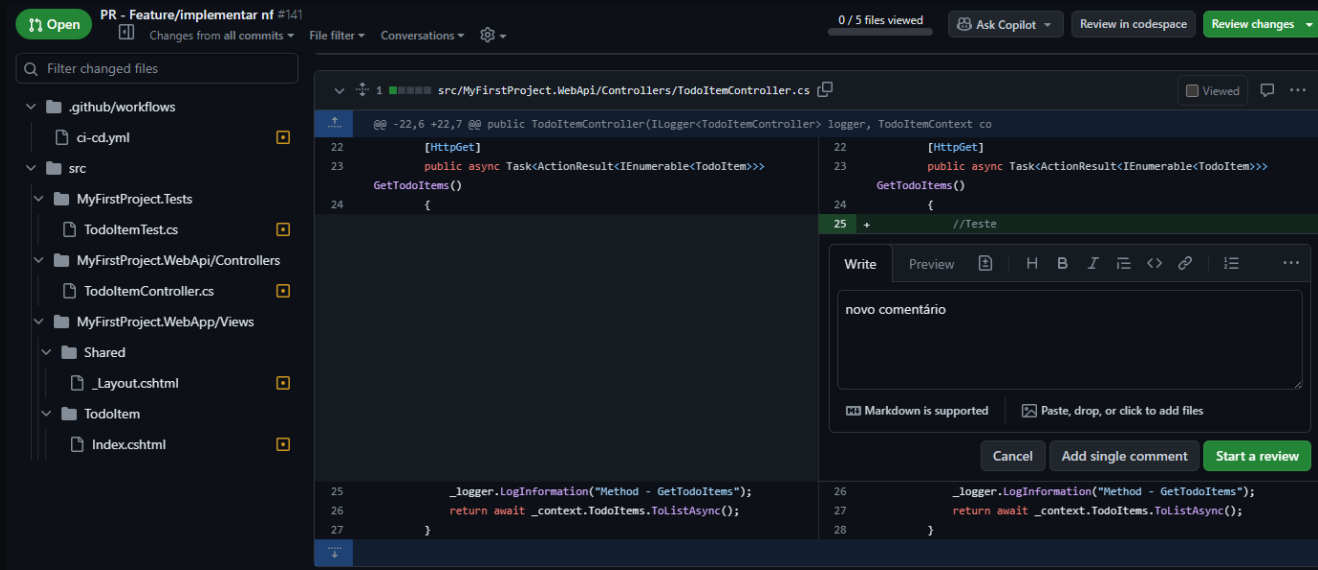 Open
PR - Feature/implementar nf #141
Changes from all commits File filter Conversations
0 / 5 files viewed
Ask Copilot
Review in codespace
Review changes
Filter changed files
.github/workflows
ci-cd.yml
src
MyFirstProject.Tests
TodoItemTest.cs
MyFirstProject.WebApi/Controllers
TodoItemController.cs
MyFirstProject.WebApp/Views
Shared
_Layout.cshtml
TodoItem
Index.cshtml
1 src/MyFirstProject.WebApi/Controllers/TodoItemController.cs
Viewed
@@ -22,6 +22,7 @@ public TodoItemController(ILogger<TodoItemController> logger, TodoItemContext co
22 [HttpGet]
23 public async Task<ActionResult<IEnumerable<TodoItem>>>
GetTodoItems()
24 {
22 [HttpGet]
23 public async Task<ActionResult<IEnumerable<TodoItem>>>
GetTodoItems()
24 {
25 + //Teste
Write
Preview
H B I <>
novo comentário
Markdown is supported
Paste, drop, or click to add files
Cancel
Add single comment
Start a review
25 _logger.LogInformation("Method - GetTodoItems");
26 return await _context.TodoItems.ToListAsync();
27 }
26 _logger.LogInformation("Method - GetTodoItems");
27 return await _context.TodoItems.ToListAsync();
28 }